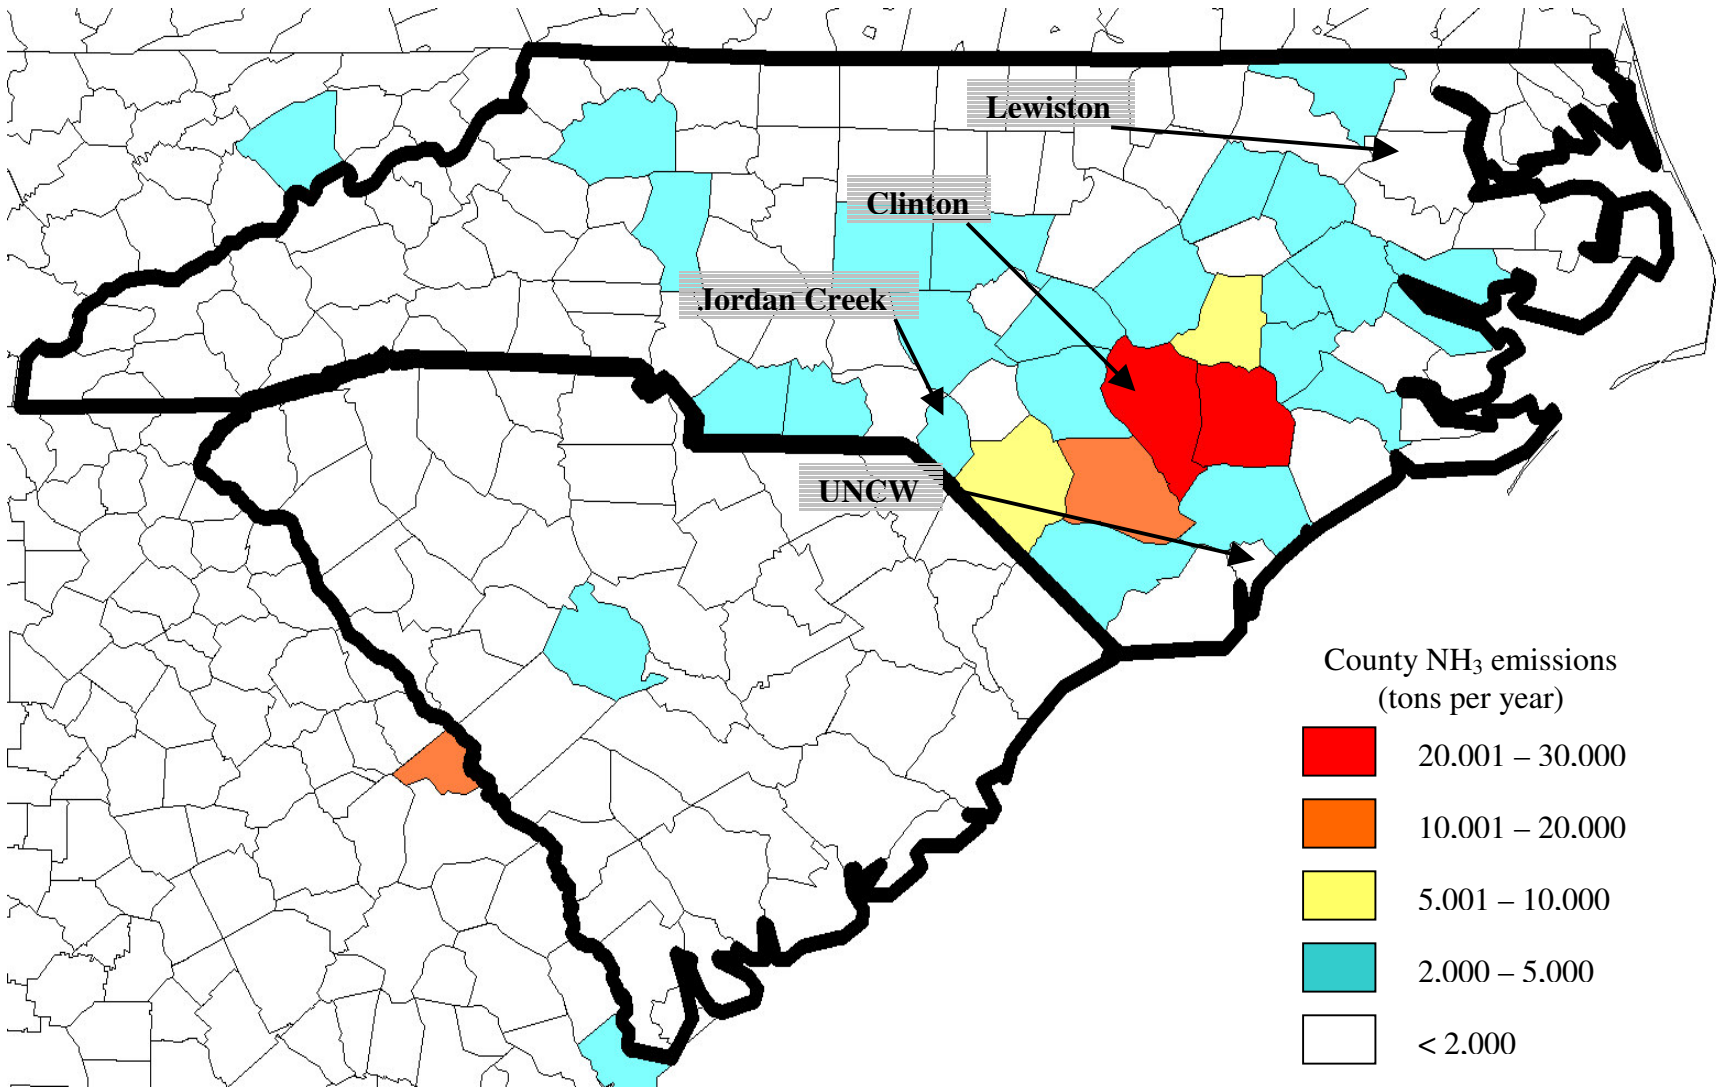 Lewiston
Clinton
Jordan Creek
UNCW
County NH₃ emissions
(tons per year)
20.001 – 30.000
10.001 – 20.000
5.001 – 10.000
2.000 – 5.000
< 2.000